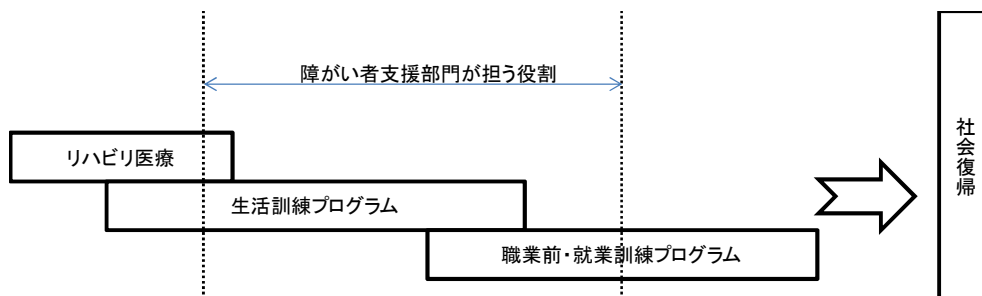 障がい者支援部門が担う役割
リハビリ医療
生活訓練プログラム
職業前・就業訓練プログラム
社会復帰